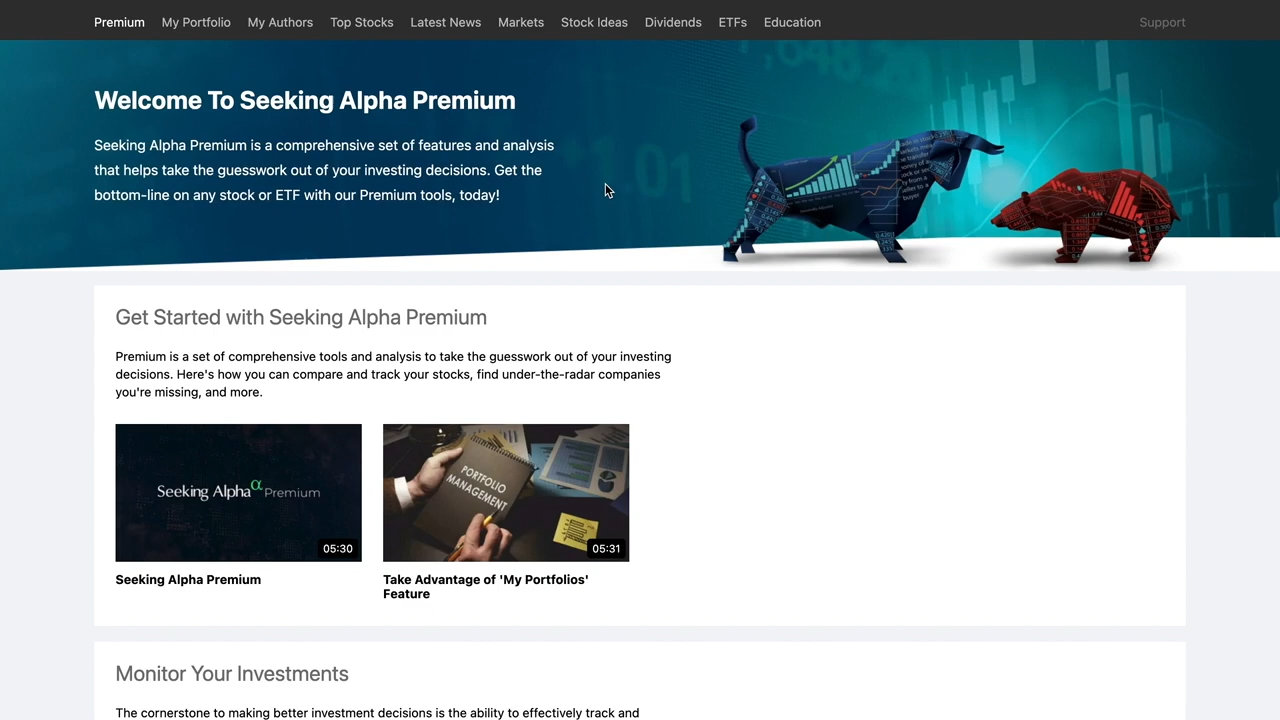 Premium My Portfolio My Authors Top Stocks Latest News Markets Stock Ideas Dividends ETFs Education Support
Welcome To Seeking Alpha Premium
Seeking Alpha Premium is a comprehensive set of features and analysis
that helps take the guesswork out of your investing decisions. Get the
bottom-line on any stock or ETF with our Premium tools, today!
Get Started with Seeking Alpha Premium
Premium is a set of comprehensive tools and analysis to take the guesswork out of your investing
decisions. Here's how you can compare and track your stocks, find under-the-radar companies
you're missing, and more.
Seeking Alpha α Premium
05:30
PORTFOLIO
MANAGEMENT
05:31
Seeking Alpha Premium
Take Advantage of 'My Portfolios'
Feature
Monitor Your Investments
The cornerstone to making better investment decisions is the ability to effectively track and